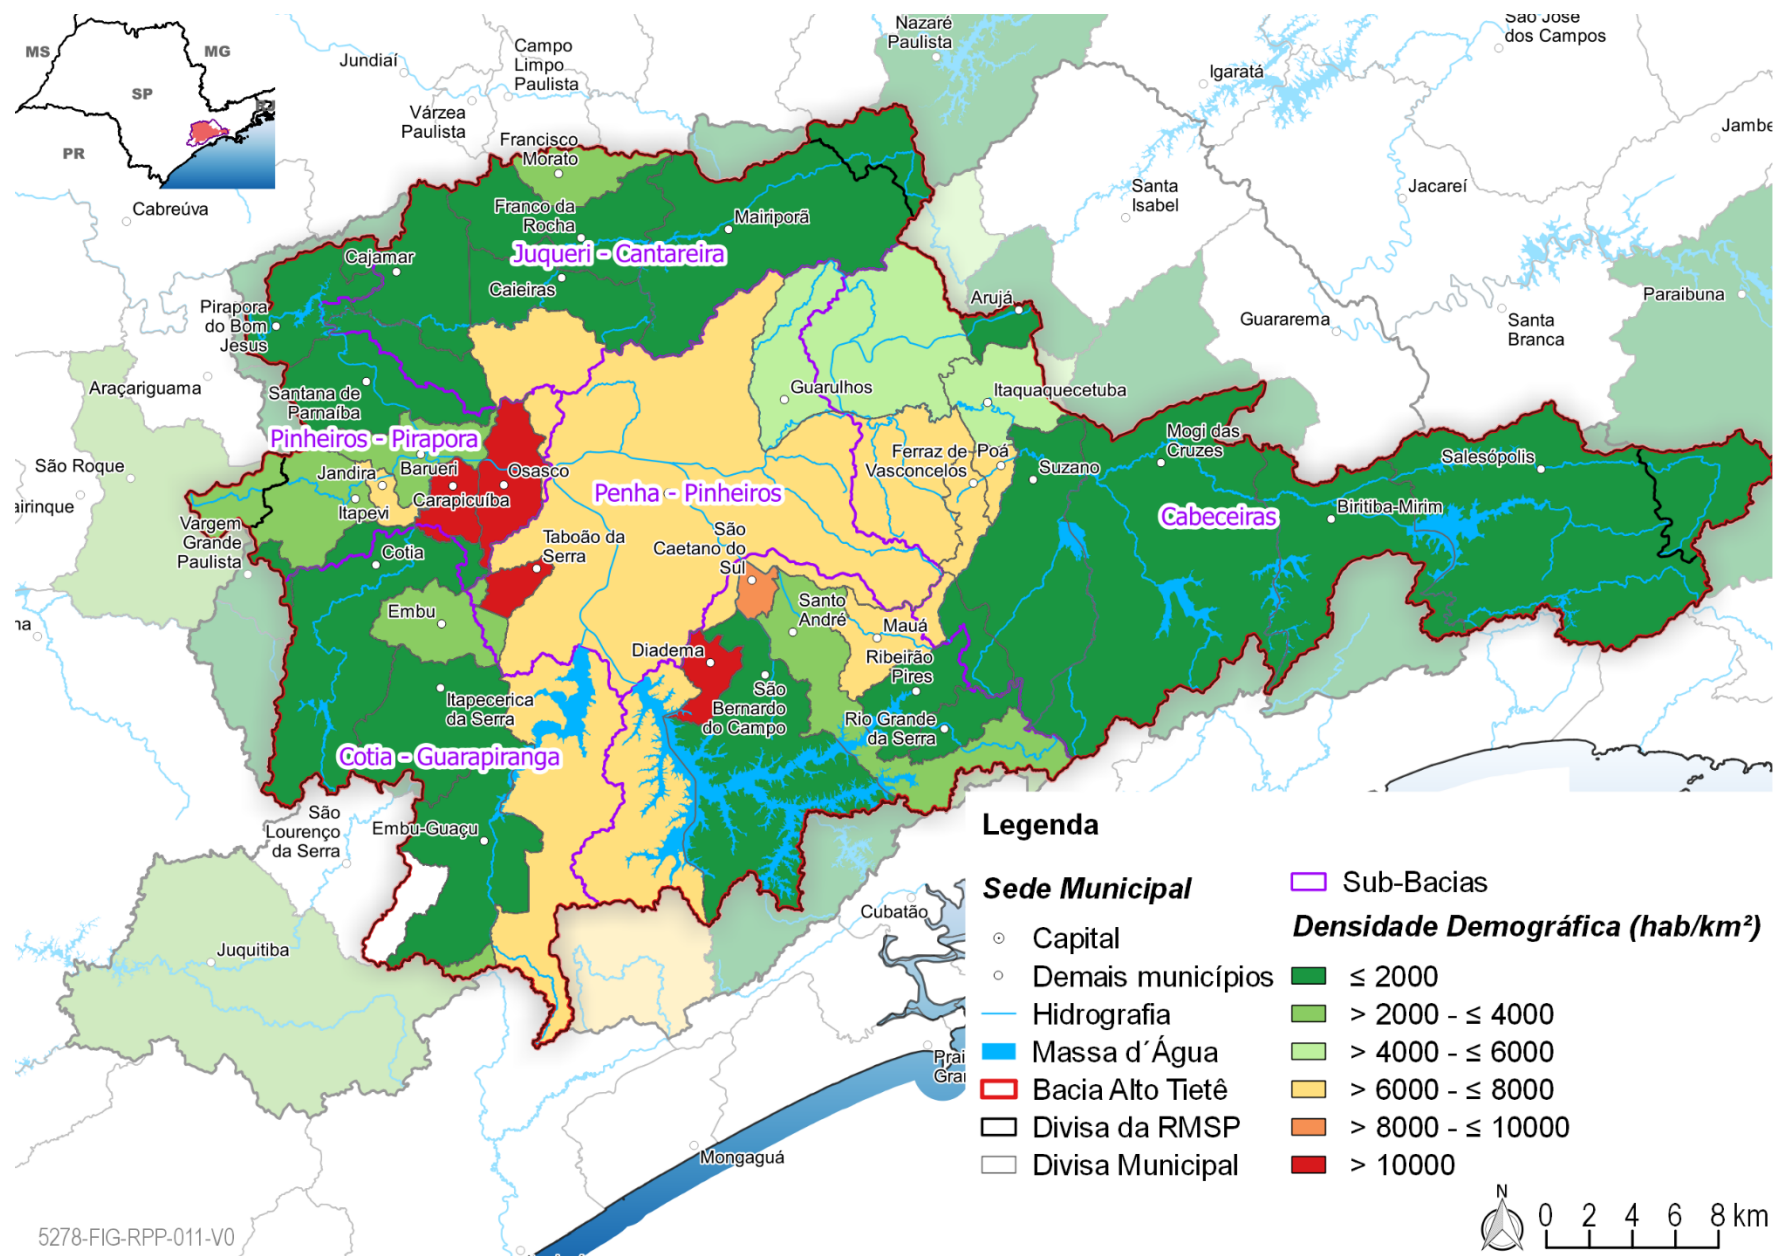 MS
MG
SP
RJ
PR
Jundiaí
Campo
Limpo
Paulista
Várzea
Paulista
Nazaré
Paulista
São José
dos Campos
Igaratá
Jambe
Francisco
Morato
Cabreúva
Franco da
Rocha
Mairiporã
Santa
Isabel
Jacareí
Juqueri - Cantareira
Cajamar
Caieiras
Pirapora
do Bom
Jesus
Arujá
Guararema
Santa
Branca
Paraibuna
Araçariguama
Santana de
Parnaíba
Guarulhos
Itaquaquecetuba
Pinheiros - Pirapora
São Roque
Jandira
Barueri
Osasco
Carapicuíba
Itapevi
Ferraz de
Vasconcelos
Poá
Suzano
Mogi das
Cruzes
Salesópolis
Penha - Pinheiros
Cabeceiras
Biritiba-Mirim
airinque
Vargem
Grande
Paulista
Cotia
Taboão da
Serra
São
Caetano do
Sul
Embu
Santo
André
Mauá
na
Diadema
Ribeirão
Pires
Itapecerica
da Serra
São
Bernardo
do Campo
Rio Grande
da Serra
Cotia - Guarapiranga
São
Lourenço
da Serra
Embu-Guaçu
Juquitiba
Cubatão
Prai
Gra
Mongaguá
Legenda
Sede Municipal
Capital
Demais municípios
Hidrografia
Massa d´Água
Bacia Alto Tietê
Divisa da RMSP
Divisa Municipal
Sub-Bacias
Densidade Demográfica (hab/km²)
≤ 2000
> 2000 - ≤ 4000
> 4000 - ≤ 6000
> 6000 - ≤ 8000
> 8000 - ≤ 10000
> 10000
N
0 2 4 6 8 km
5278-FIG-RPP-011-V0